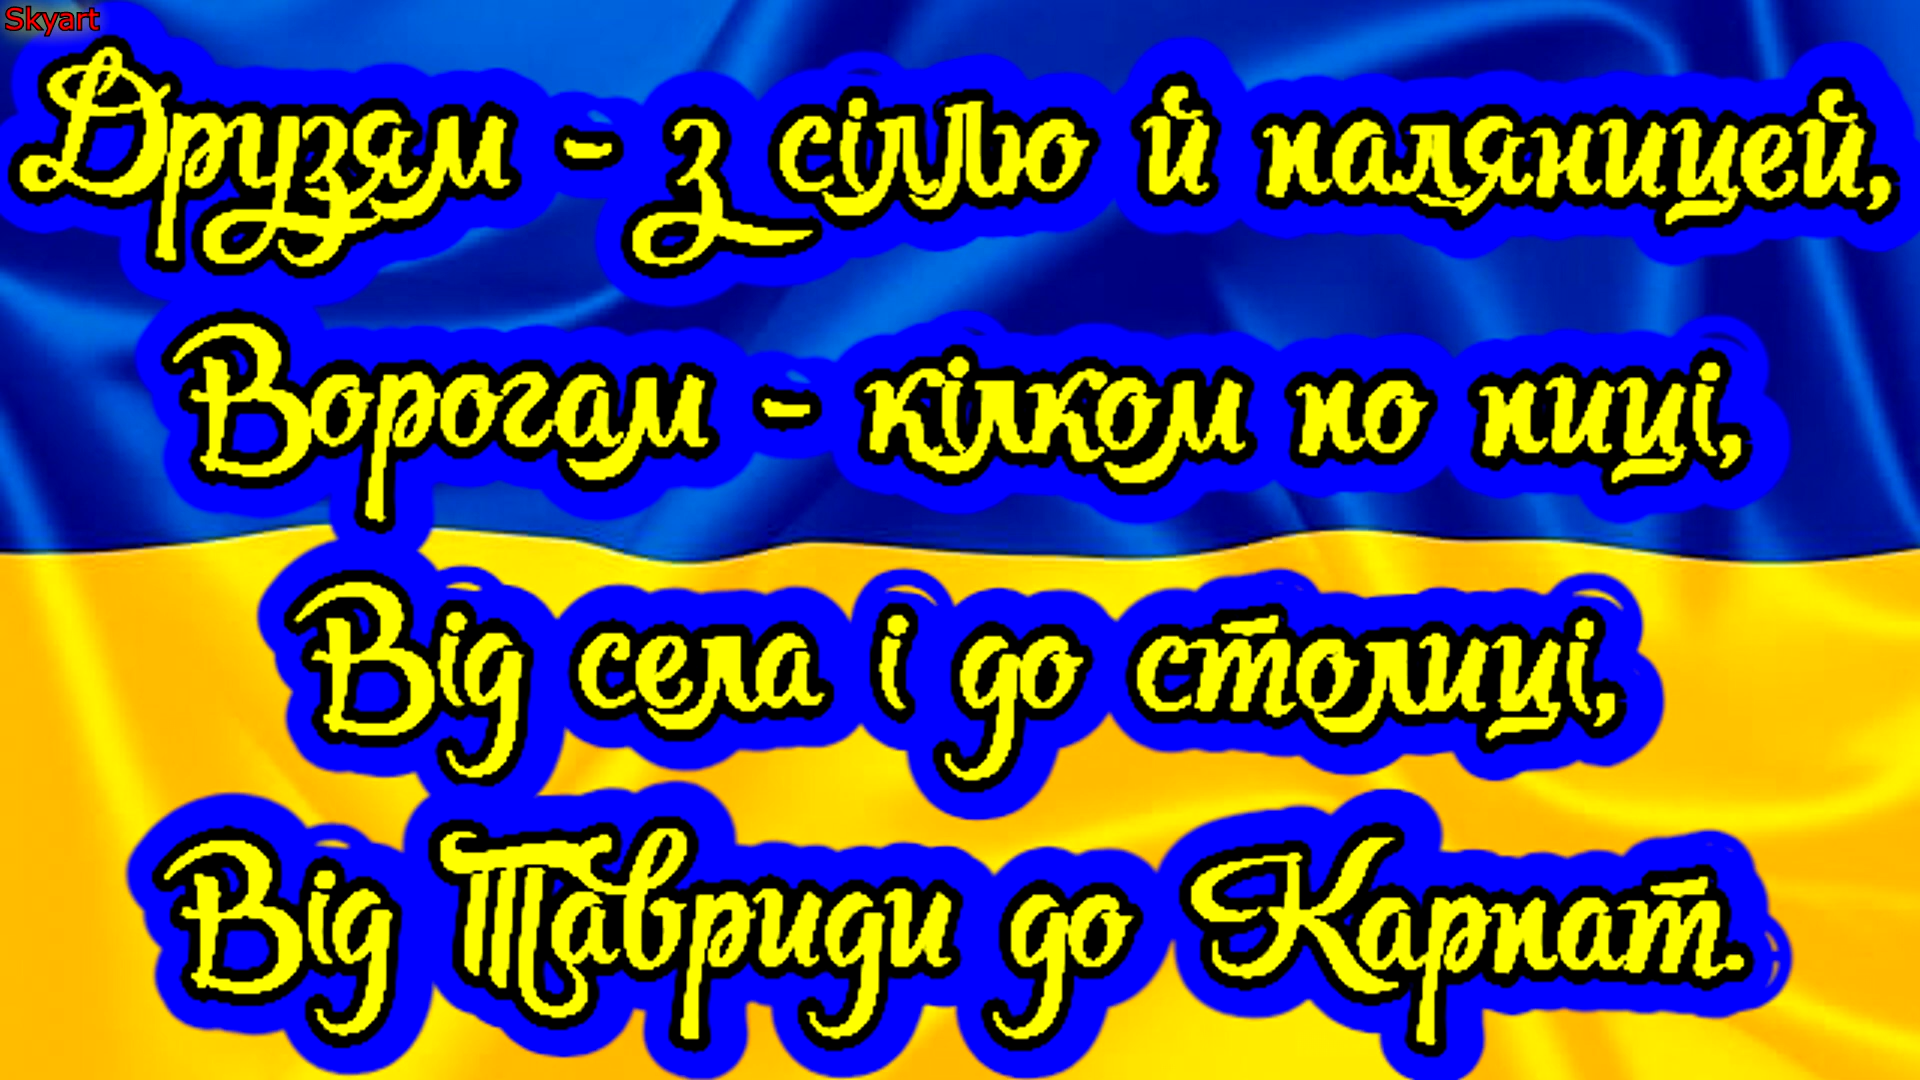 Skyart
Друзям - з сіллю й паляницей,
Ворогам - кілком по пиці,
Від села і до столиці,
Від Тавриди до Карпат.